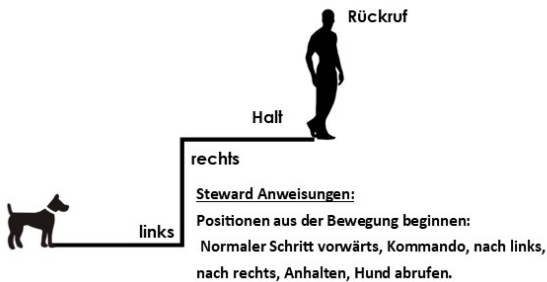 Rückruf
Halt
rechts
links
Steward Anweisungen:
Positionen aus der Bewegung beginnen:
Normaler Schritt vorwärts, Kommando, nach links,
nach rechts, Anhalten, Hund abrufen.